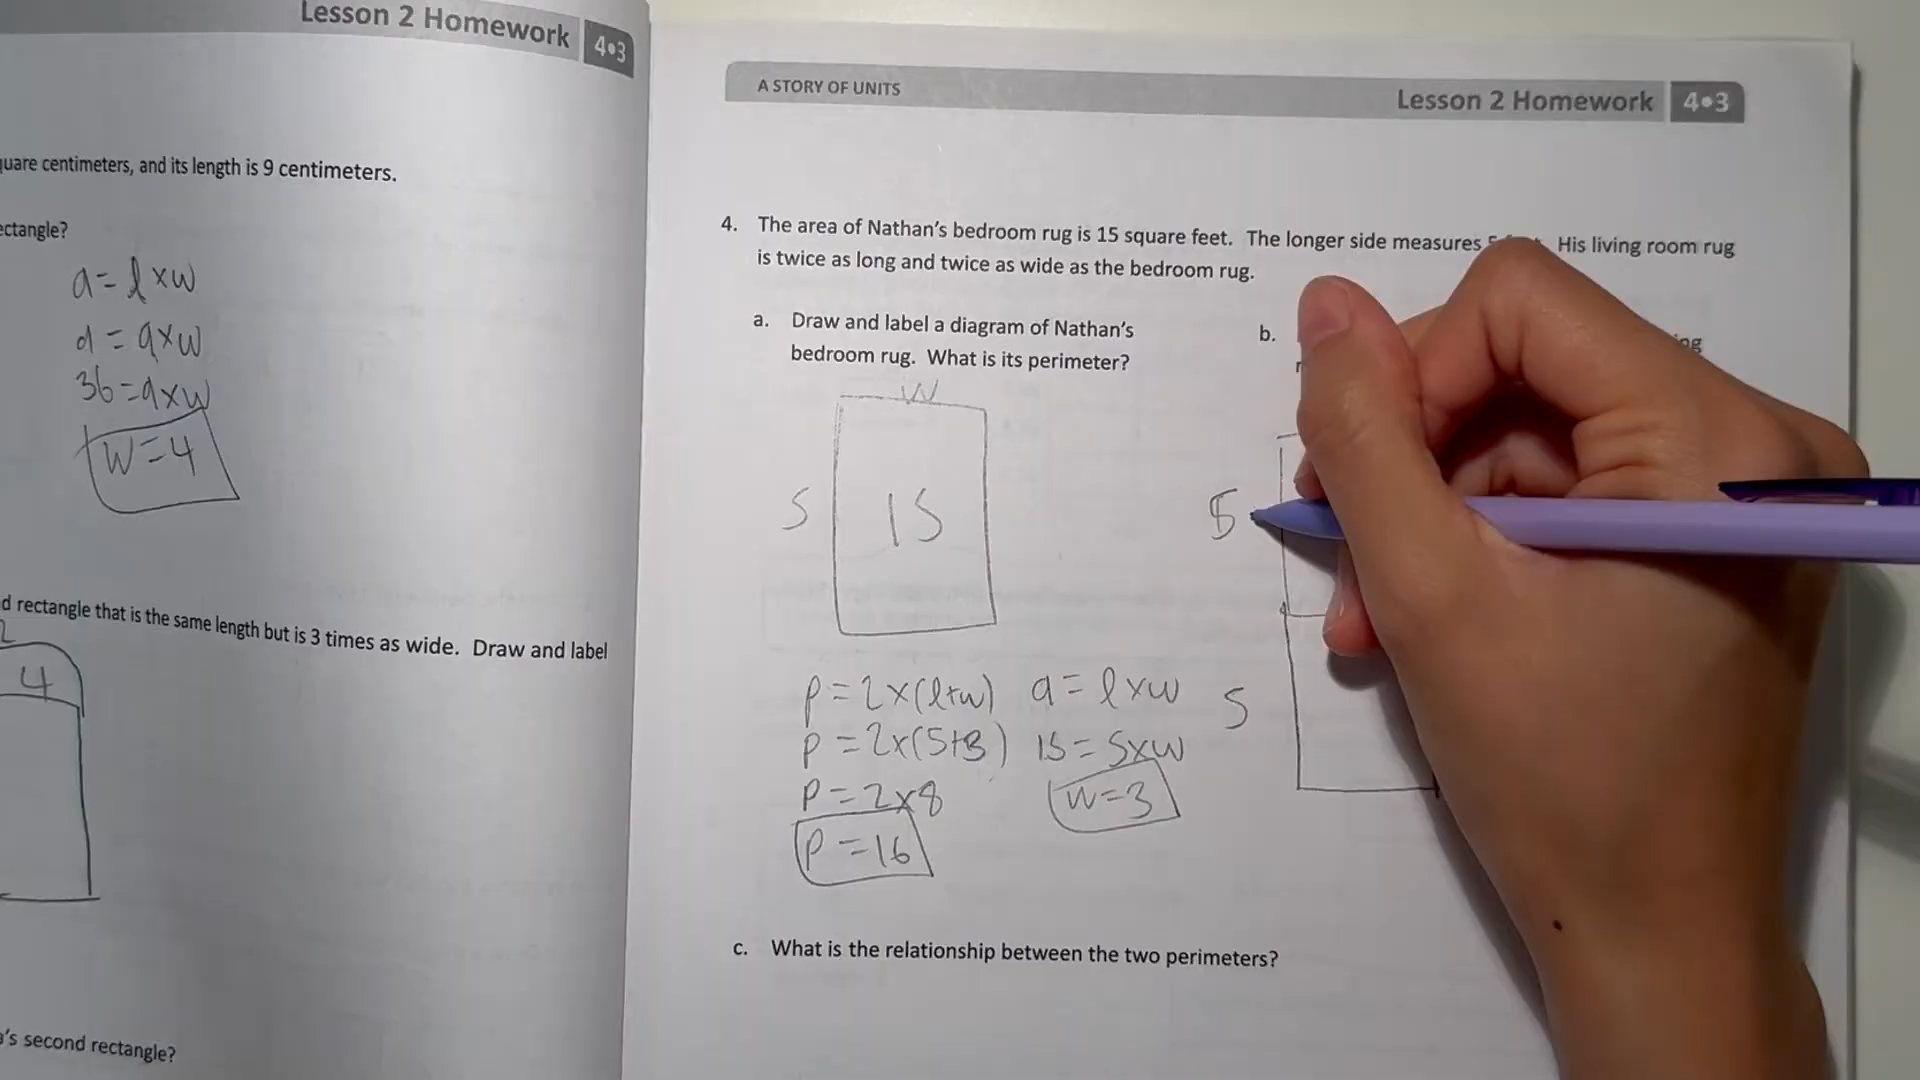 Lesson 2 Homework 4•3
quare centimeters, and its length is 9 centimeters.
ectangle?
a = l x w
a = 9 x w
36 = 9 x w
w = 4
d rectangle that is the same length but is 3 times as wide. Draw and label
4
's second rectangle?
A STORY OF UNITS
Lesson 2 Homework 4•3
4. The area of Nathan's bedroom rug is 15 square feet. The longer side measures His living room rug
is twice as long and twice as wide as the bedroom rug.
a. Draw and label a diagram of Nathan's
bedroom rug. What is its perimeter?
w
5
15
p = 2 x (l + w)
p = 2 x (5 + 3)
p = 2 x 8
p = 16
a = l x w
15 = 5 x w
w = 3
b.
ng
5
5
c. What is the relationship between the two perimeters?